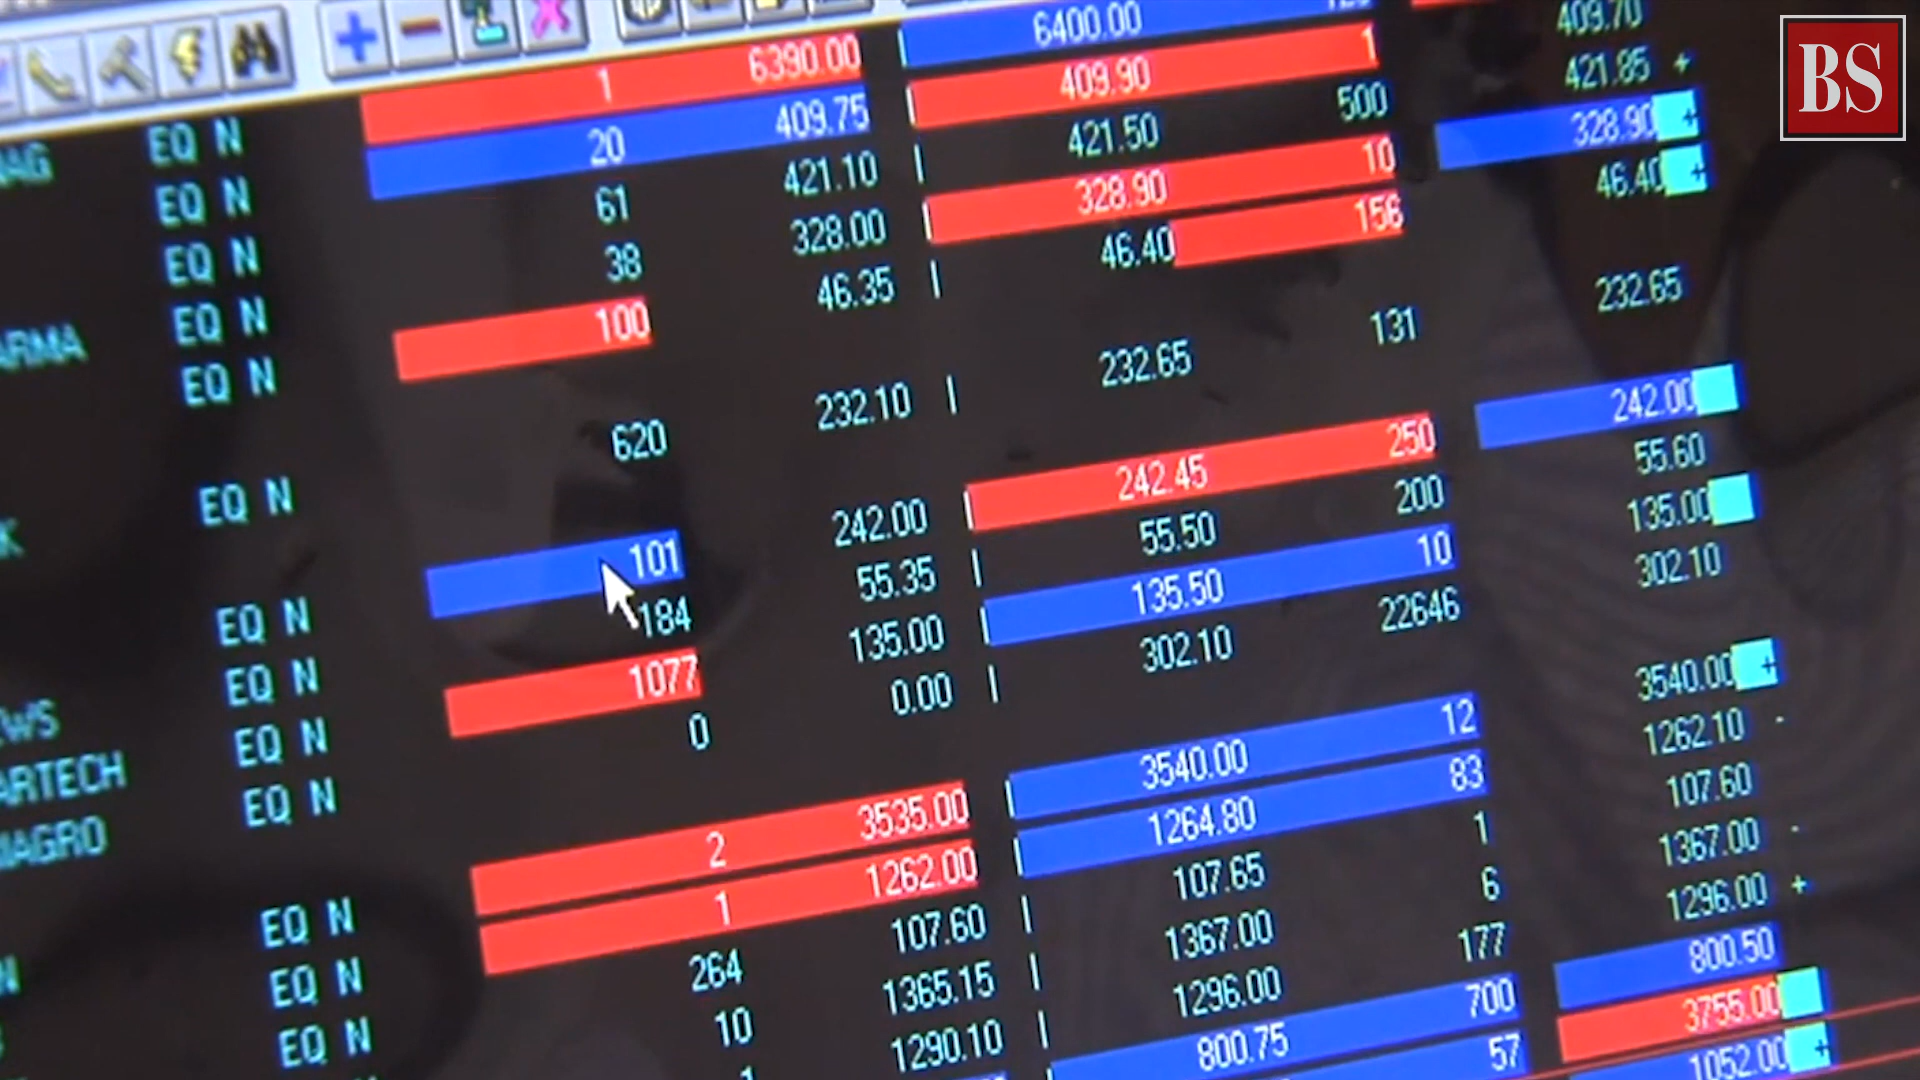 BS
EQ N 1 6390.00 6400.00
EQ N 20 409.75 409.90 1 409.70
EQ N 61 421.10 421.50 500 421.85 +
ARMA EQ N 38 328.00 328.90 10 328.90 +
EQ N 100 46.35 46.40 156 46.40 +
K EQ N 620 232.10 232.65 131 232.65
EQ N 101 242.00 242.45 250 242.00
EQ N 184 55.35 55.50 200 55.60
ARTECH EQ N 1077 135.00 135.50 10 135.00
AGRO EQ N 0 0.00 302.10 22646 302.10
N EQ N 2 3535.00 3540.00 12 3540.00 +
EQ N 1 1262.00 1264.80 83 1262.10 -
EQ N 264 107.60 107.65 1 107.60
10 1365.15 1367.00 6 1367.00 -
1290.10 1296.00 177 1296.00 +
800.75 700 800.50
57 3755.00
1052.00 +